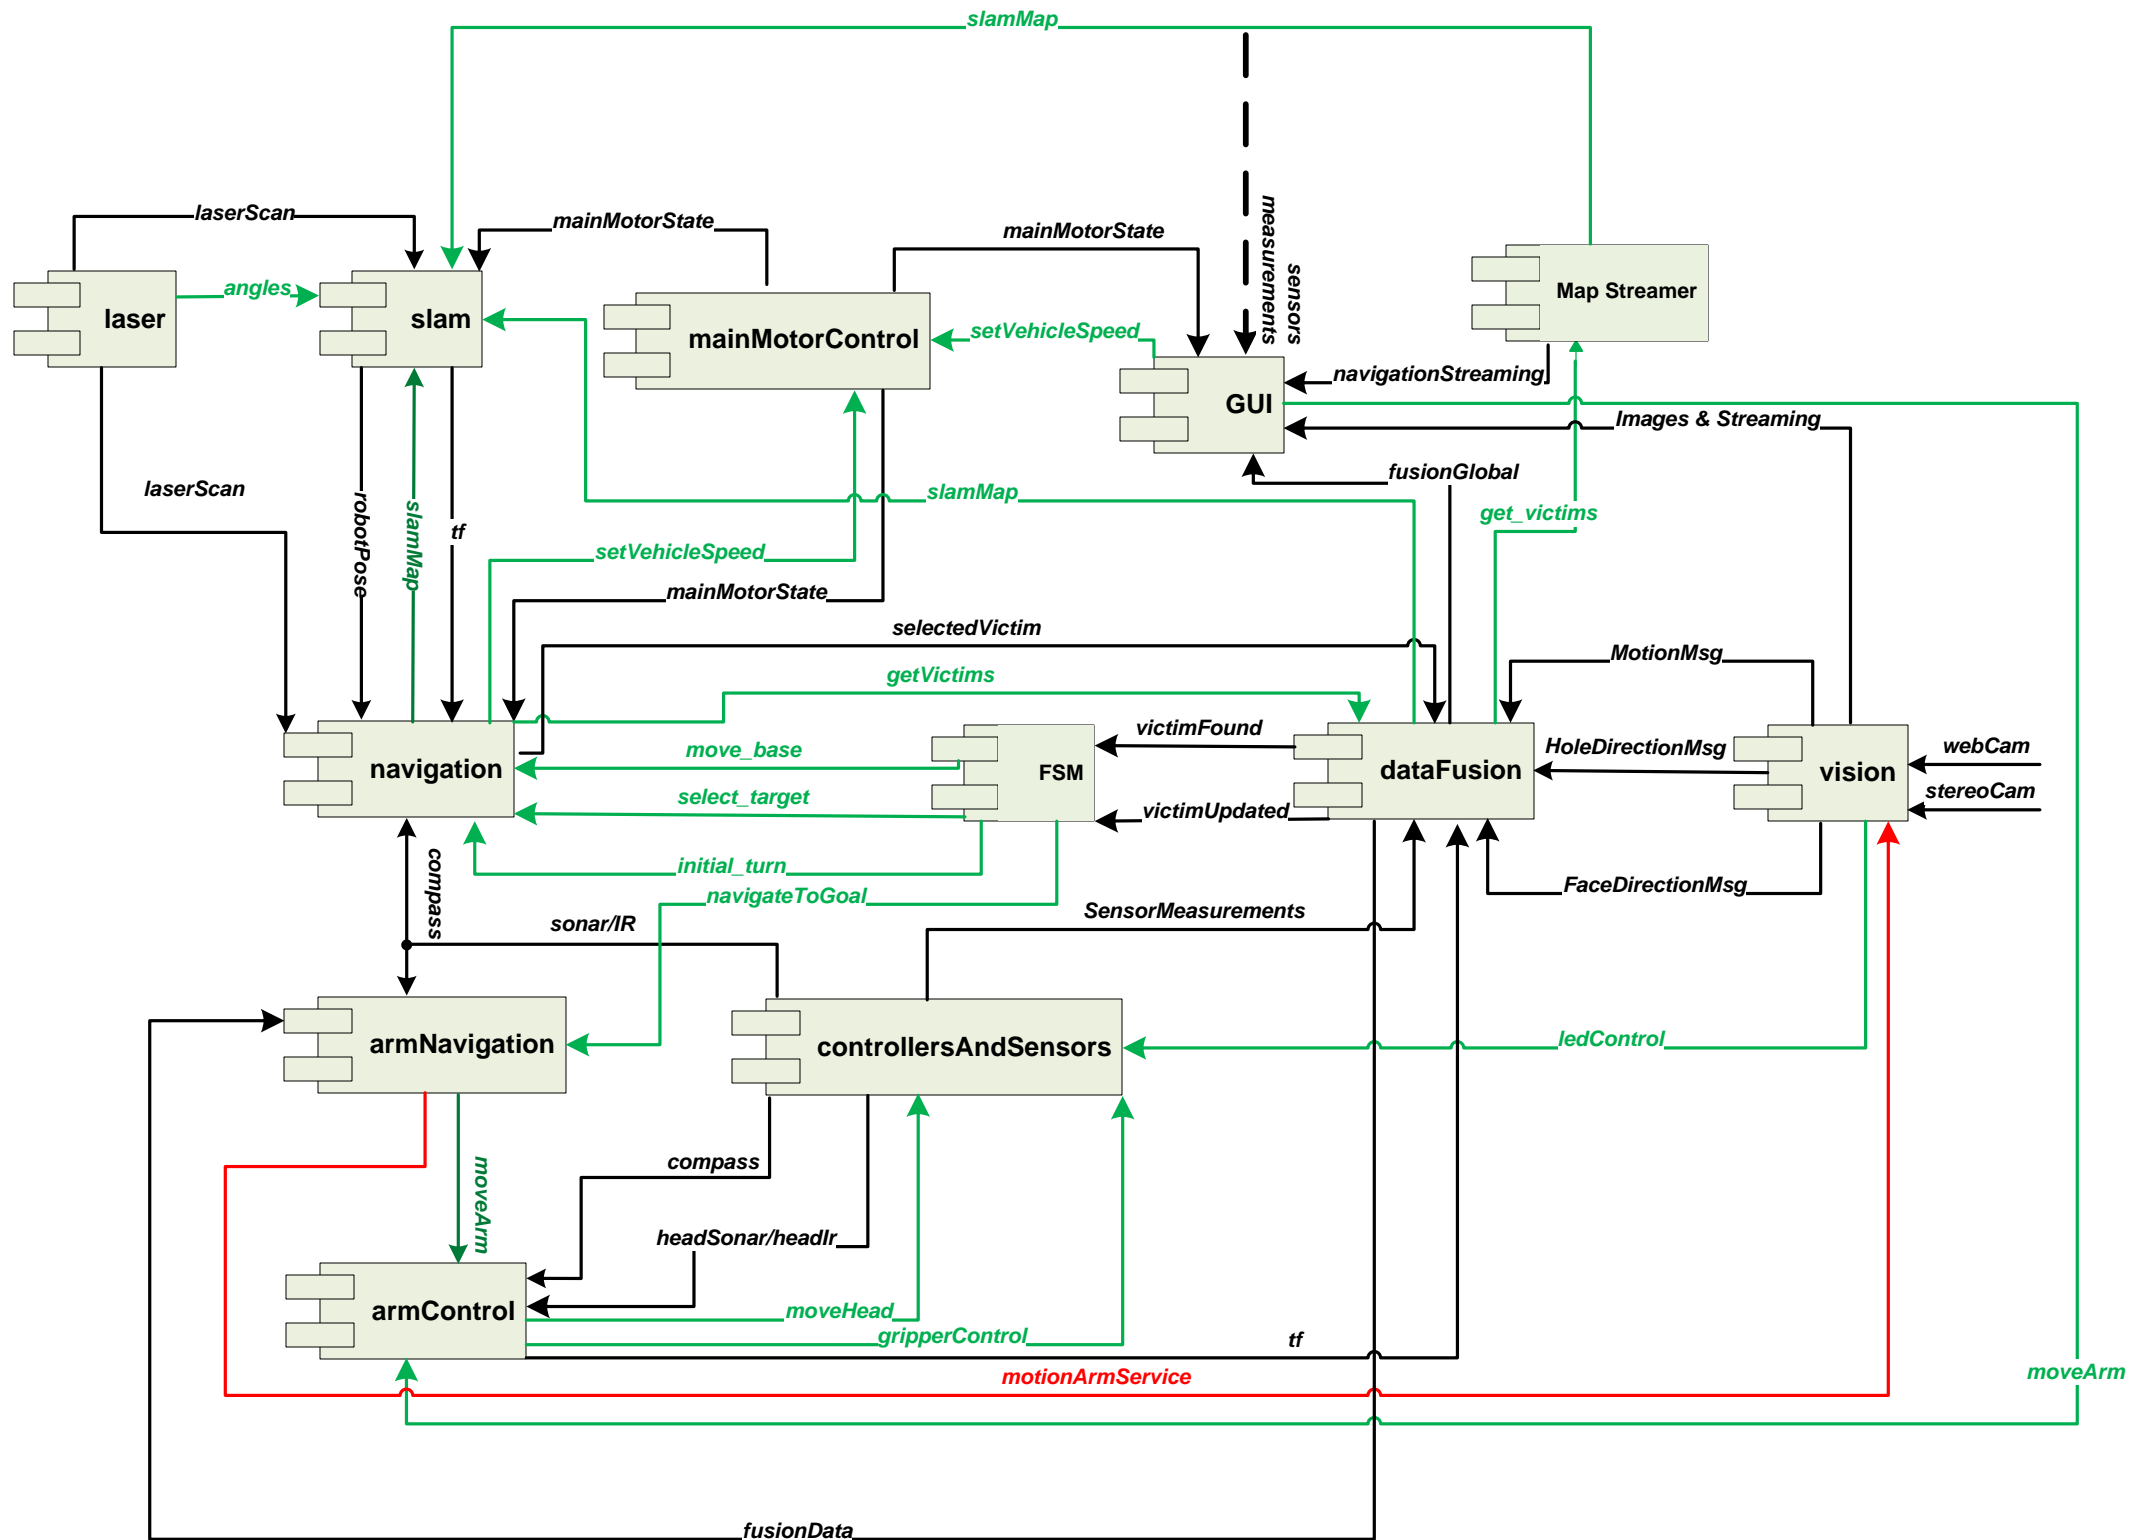 slamMap
laserScan
mainMotorState
mainMotorState
sensors
measurements
angles
laser
slam
mainMotorControl
setVehicleSpeed
Map Streamer
navigationStreaming
GUI
Images & Streaming
fusionGlobal
laserScan
robotPose
slamMap
tf
slamMap
get_victims
setVehicleSpeed
mainMotorState
selectedVictim
getVictims
MotionMsg
victimFound
move_base
HoleDirectionMsg
webCam
navigation
FSM
dataFusion
vision
select_target
victimUpdated
stereoCam
compass
initial_turn
navigateToGoal
FaceDirectionMsg
sonar/IR
SensorMeasurements
armNavigation
controllersAndSensors
ledControl
compass
moveArm
headSonar/headIr
armControl
moveHead
gripperControl
tf
motionArmService
moveArm
fusionData